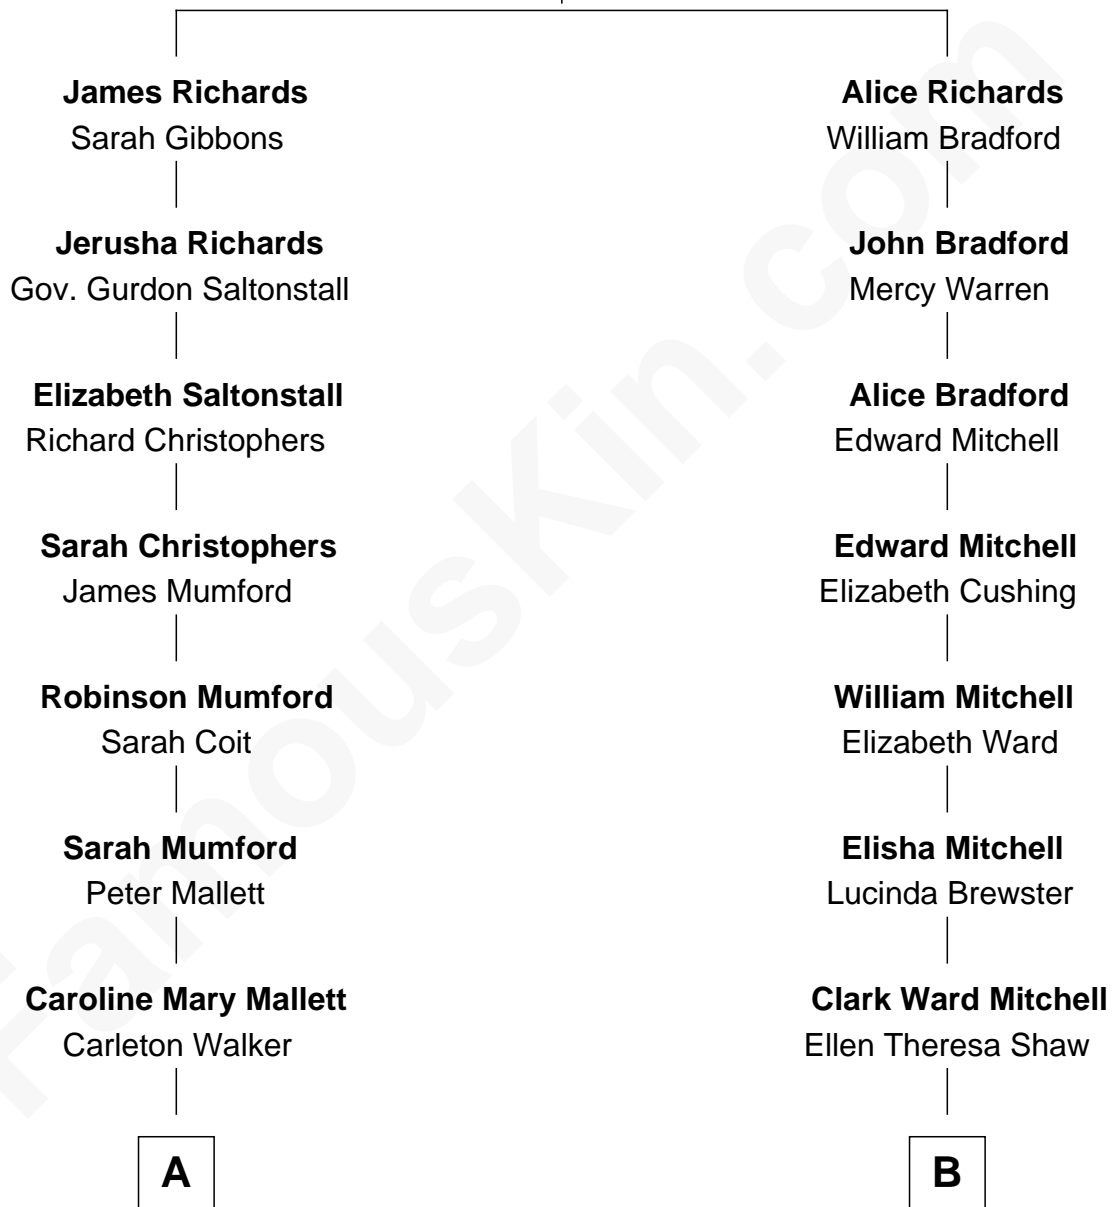 James Richards
Sarah Gibbons
Jerusha Richards
Gov. Gurdon Saltonstall
Elizabeth Saltonstall
Richard Christophers
Sarah Christophers
James Mumford
Robinson Mumford
Sarah Coit
Sarah Mumford
Peter Mallett
Caroline Mary Mallett
Carleton Walker
A
Alice Richards
William Bradford
John Bradford
Mercy Warren
Alice Bradford
Edward Mitchell
Edward Mitchell
Elizabeth Cushing
William Mitchell
Elizabeth Ward
Elisha Mitchell
Lucinda Brewster
Clark Ward Mitchell
Ellen Theresa Shaw
B
FamousKin.com